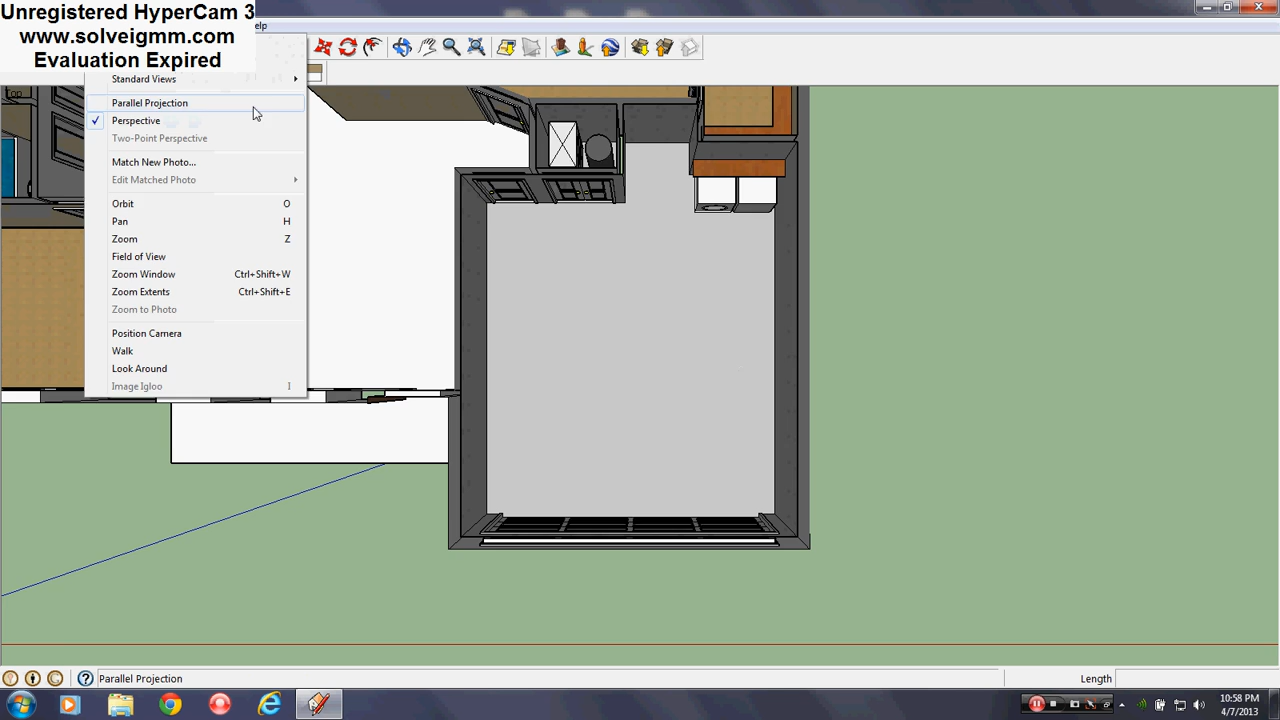 Unregistered HyperCam 3
www.solveigmm.com
Evaluation Expired
elp
Standard Views
Parallel Projection
Perspective
Two-Point Perspective
Match New Photo...
Edit Matched Photo
Orbit O
Pan H
Zoom Z
Field of View
Zoom Window Ctrl+Shift+W
Zoom Extents Ctrl+Shift+E
Zoom to Photo
Position Camera
Walk
Look Around
Image Igloo I
Parallel Projection
Length
10:58 PM
4/7/2013